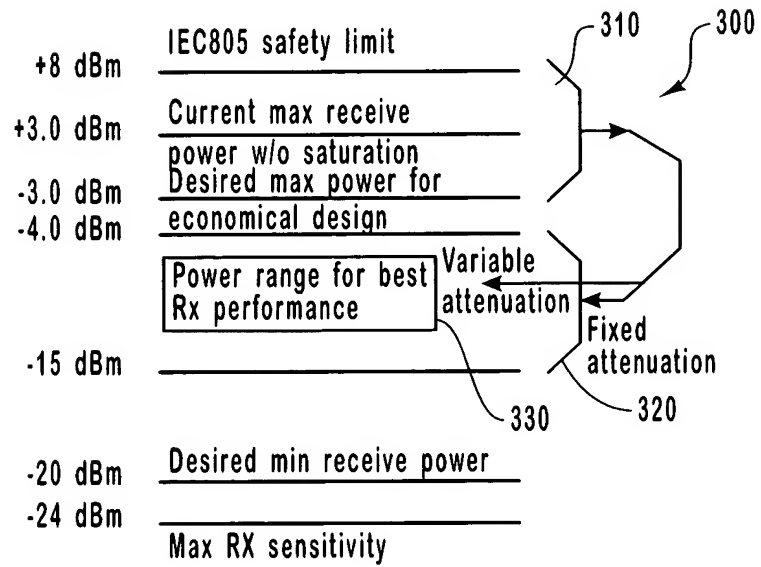 IEC805 safety limit
+8 dBm
310
300
Current max receive
+3.0 dBm
power w/o saturation
-3.0 dBm
Desired max power for
-4.0 dBm
economical design
Power range for best
Rx performance
Variable
attenuation
Fixed
attenuation
-15 dBm
320
330
Desired min receive power
-20 dBm
-24 dBm
Max RX sensitivity